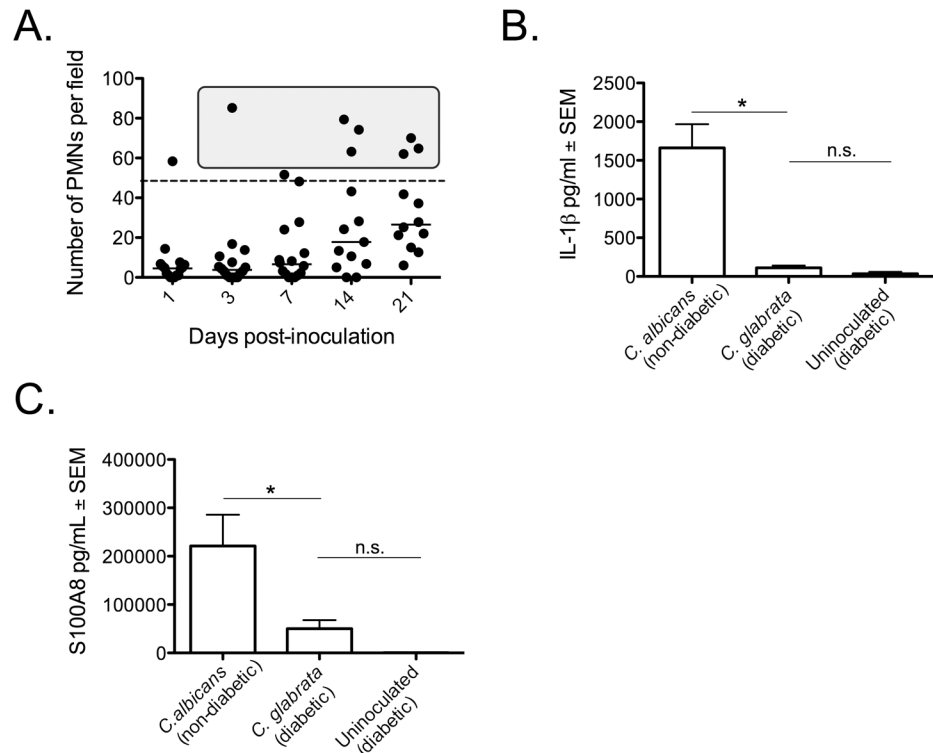 A.
Number of PMNs per field
100
80
60
40
20
0
1
3
7
14
21
Days post-inoculation
B.
IL-1β pg/ml ± SEM
2500
2000
1500
1000
500
0
*
n.s.
C. albicans
(non-diabetic)
C. glabrata
(diabetic)
Uninoculated
(diabetic)
C.
S100A8 pg/mL ± SEM
400000
300000
200000
100000
0
*
n.s.
C.albicans
(non-diabetic)
C. glabrata
(diabetic)
Uninoculated
(diabetic)